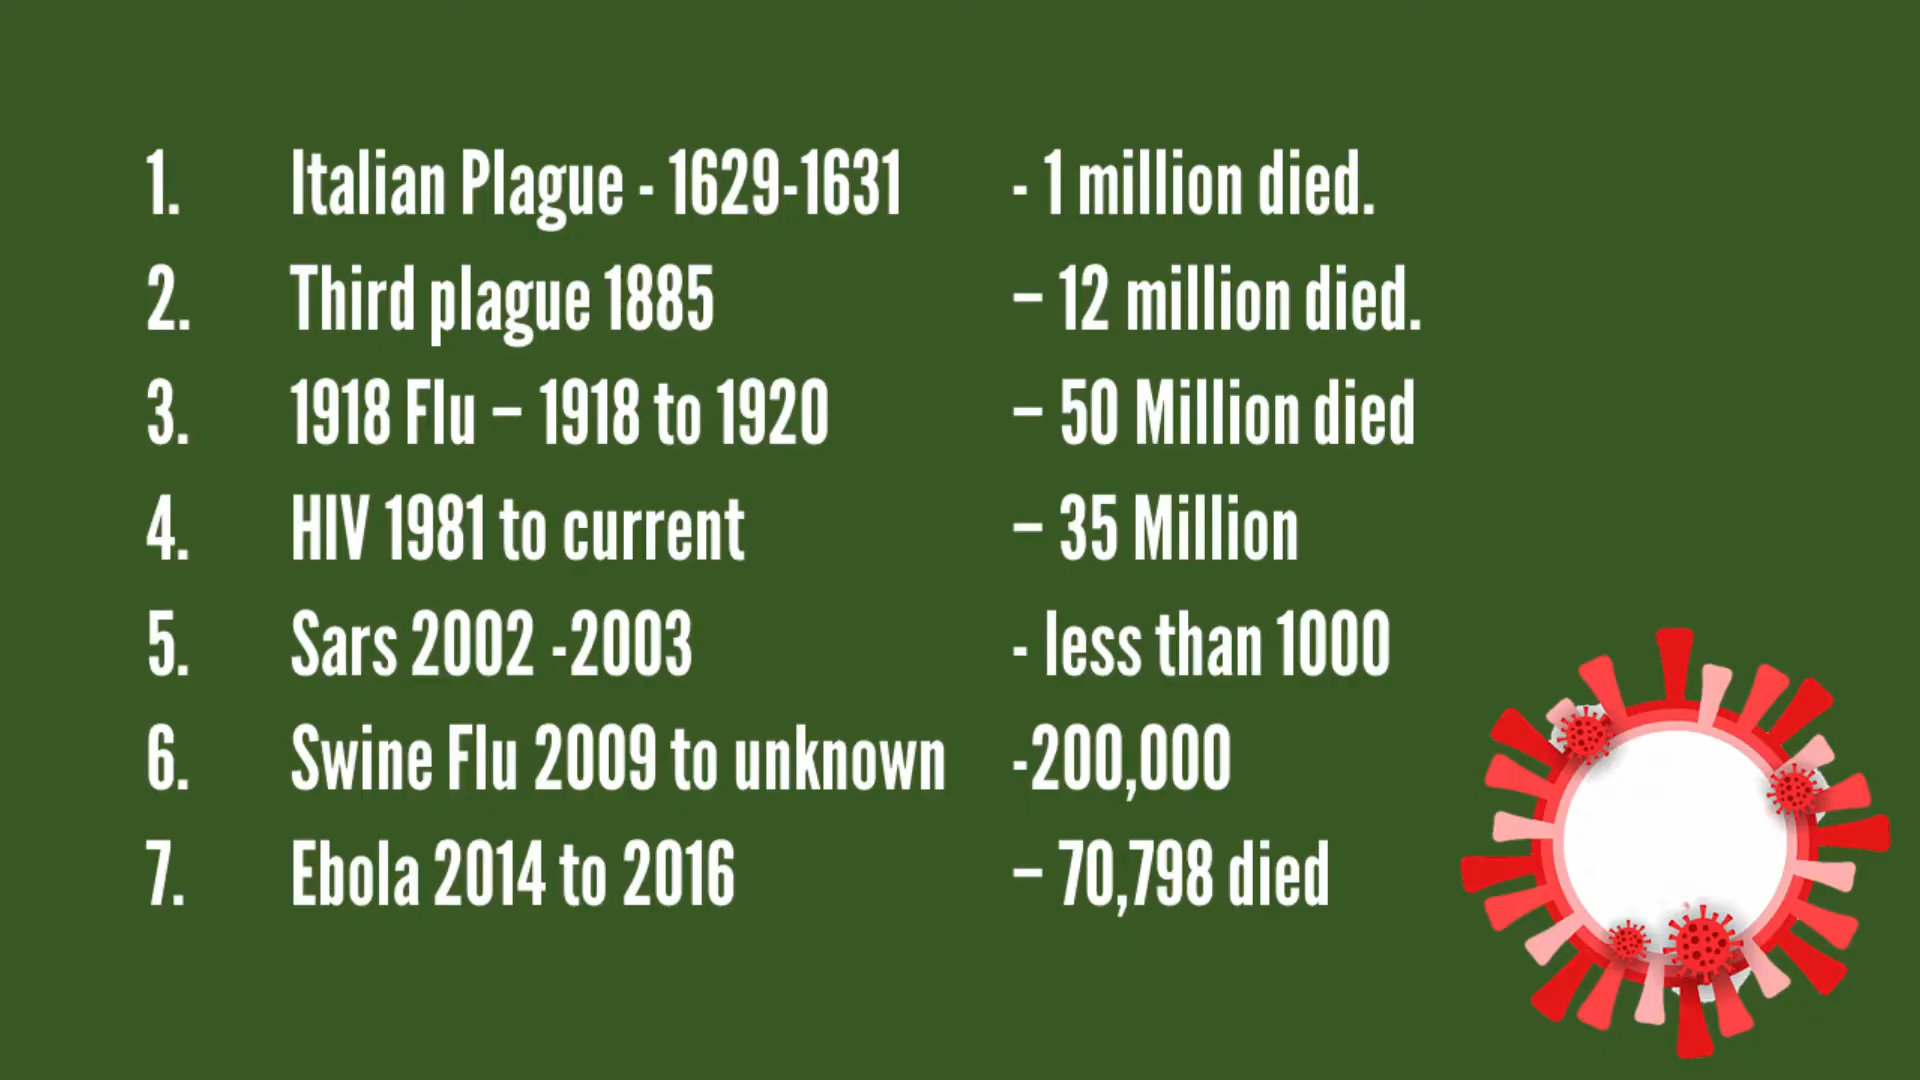 1. Italian Plague - 1629-1631 - 1 million died.
2. Third plague 1885 – 12 million died.
3. 1918 Flu – 1918 to 1920 – 50 Million died
4. HIV 1981 to current – 35 Million
5. Sars 2002 -2003 - less than 1000
6. Swine Flu 2009 to unknown -200,000
7. Ebola 2014 to 2016 – 70,798 died